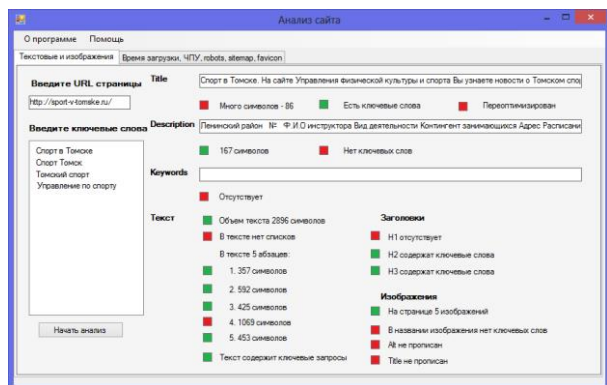 Анализ сайта
О программе Помощь
Текстовые и изображения Время загрузки, ЧПУ, robots, sitemap, favicon
Введите URL страницы
http://sport-v-tomske.ru/
Введите ключевые слова
Спорт в Томске
Спорт Томск
Томский спорт
Управление по спорту
Начать анализ
Title
Спорт в Томске. На сайте Управления физической культуры и спорта Вы узнаете новости о Томском спо
Много символов - 86 Есть ключевые слова Переоптимизирован
Description
Ленинский район № Ф.И.О инструктора Вид деятельности Контингент занимающихся Адрес Расписани
167 символов Нет ключевых слов
Keywords
Отсутствует
Текст
Объем текста 2896 символов
В тексте нет списков
В тексте 5 абзацев:
1. 357 символов
2. 592 символов
3. 425 символов
4. 1069 символов
5. 453 символов
Текст содержит ключевые запросы
Заголовки
H1 отсутствует
H2 содержат ключевые слова
H3 содержат ключевые слова
Изображения
На странице 5 изображений
В названии изображения нет ключевых слов
Alt не прописан
Title не прописан